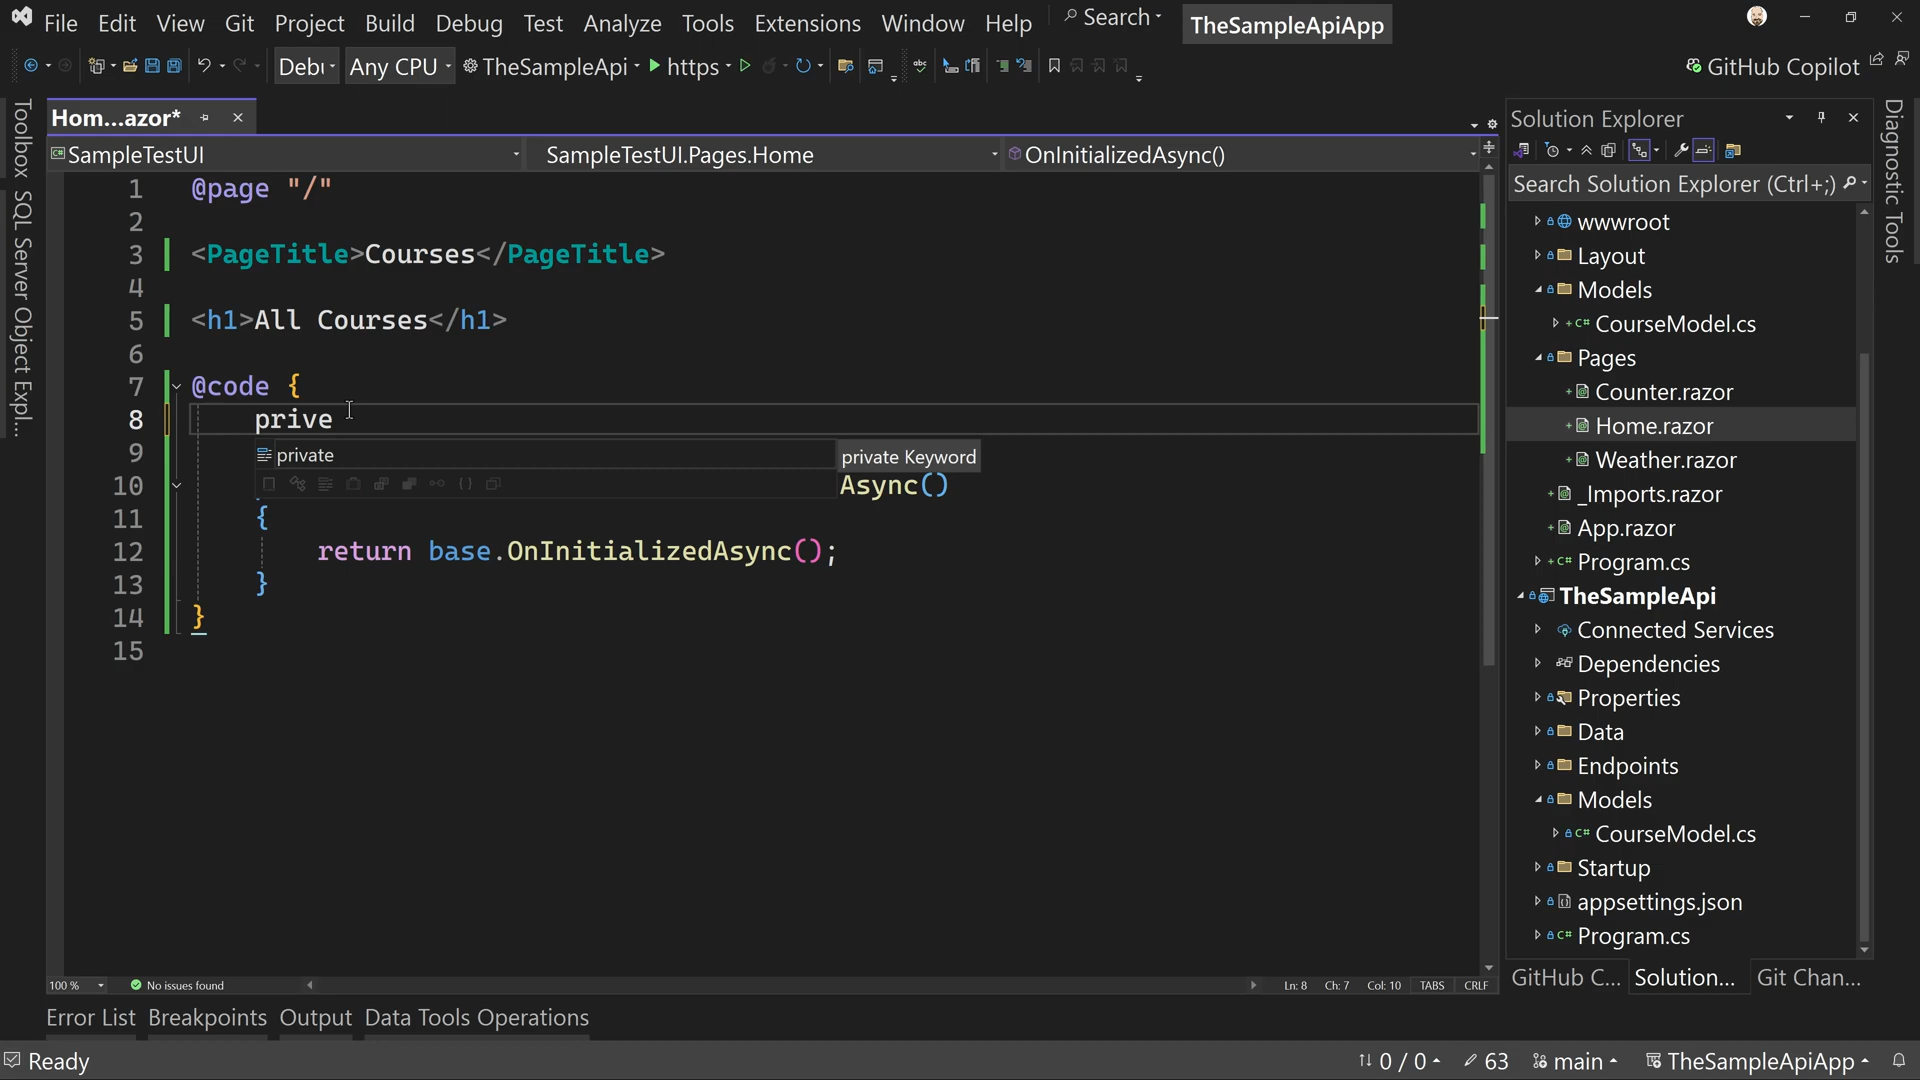 File Edit View Git Project Build Debug Test Analyze Tools Extensions Window Help Search TheSampleApiApp
Debu Any CPU TheSampleApi https GitHub Copilot
Toolbox
SQL Server Object Expl...
Hom...azor*
SampleTestUI SampleTestUI.Pages.Home OnInitializedAsync()
1 @page "/"
2
3 <PageTitle>Courses</PageTitle>
4
5 <h1>All Courses</h1>
6
7 @code {
8 prive
9 private private Keyword
10 Async()
11 {
12 return base.OnInitializedAsync();
13 }
14 }
15
100 % No issues found Ln: 8 Ch: 7 Col: 10 TABS CRLF
Solution Explorer
Search Solution Explorer (Ctrl+;)
wwwroot
Layout
Models
CourseModel.cs
Pages
Counter.razor
Home.razor
Weather.razor
_Imports.razor
App.razor
Program.cs
TheSampleApi
Connected Services
Dependencies
Properties
Data
Endpoints
Models
CourseModel.cs
Startup
appsettings.json
Program.cs
GitHub C... Solution... Git Chan...
Diagnostic Tools
Error List Breakpoints Output Data Tools Operations
Ready 0 / 0 63 main TheSampleApiApp